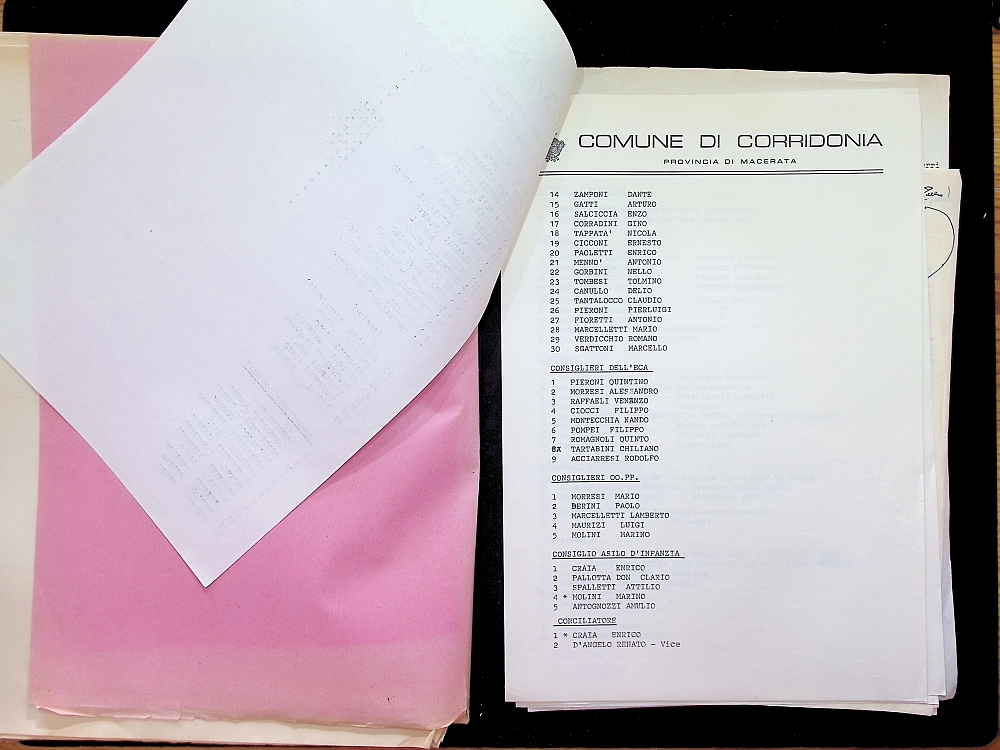 COMUNE DI CORRIDONIA
PROVINCIA DI MACERATA
14 ZAMPONI DANTE
15 GATTI ARTURO
16 SALCICCIA ENZO
17 CORRADINI GINO
18 TAPPATA' NICOLA
19 CICCONI ERNESTO
20 PAOLETTI ENRICO
21 MENNO' ANTONIO
22 GORBINI NELLO
23 TOMBESI TOLMINO
24 CANULLO DELIO
25 TANTALOCCO CLAUDIO
26 PIERONI PIERLUIGI
27 FIORETTI ANTONIO
28 MARCELLETTI MARIO
29 VERDICCHIO ROMANO
30 SGATTONI MARCELLO
CONSIGLIERI DELL'ECA
1 PIERONI QUINTINO
2 MORRESI ALESSANDRO
3 RAFFAELI VENANZO
4 CIOCCI FILIPPO
5 MONTECCHIA NANDO
6 POMPEI FILIPPO
7 ROMAGNOLI QUINTO
8X TARTABINI CHILIANO
9 ACCIARRESI RODOLFO
CONSIGLIERI OO.PP.
1 MORRESI MARIO
2 BERINI PAOLO
3 MARCELLETTI LAMBERTO
4 MAURIZI LUIGI
5 MOLINI MARINO
CONSIGLIO ASILO D'INFANZIA
1 CRAIA ENRICO
2 PALLOTTA DON CLARIO
3 SPALLETTI ATTILIO
4 * MOLINI MARINO
5 ANTOGNOZZI AMULIO
CONCILIATORE
1 * CRAIA ENRICO
2 D'ANGELO RENATO - Vice